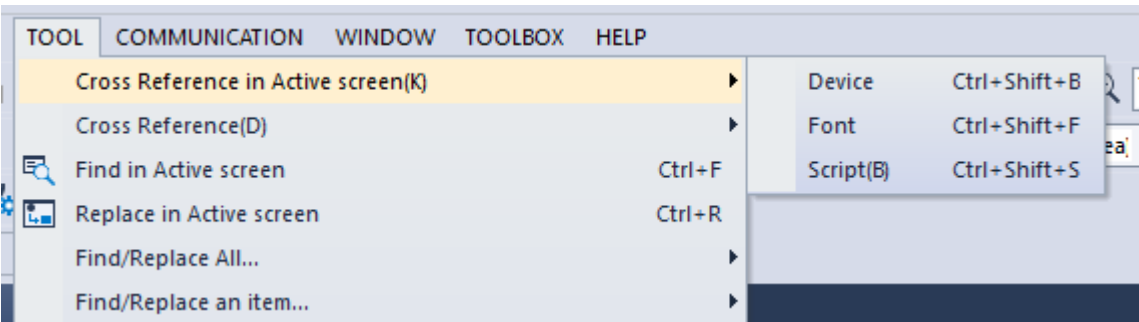 TOOL COMMUNICATION WINDOW TOOLBOX HELP
Cross Reference in Active screen(K)
Device Ctrl+Shift+B
Cross Reference(D)
Font Ctrl+Shift+F
Find in Active screen Ctrl+F
Script(B) Ctrl+Shift+S
Replace in Active screen Ctrl+R
Find/Replace All...
Find/Replace an item...